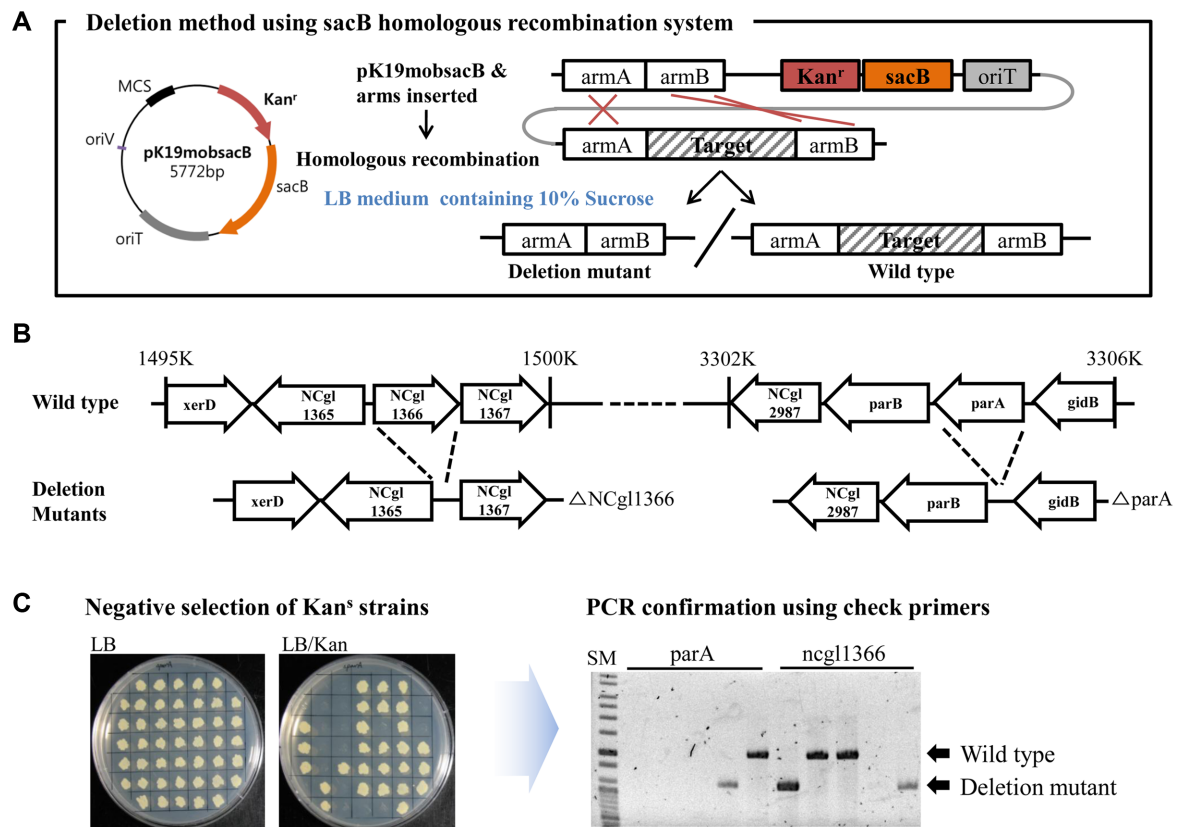 A
Deletion method using sacB homologous recombination system
MCS
Kanʳ
oriV
pK19mobsacB
5772bp
sacB
oriT
pK19mobsacB &
arms inserted
Homologous recombination
LB medium containing 10% Sucrose
armA armB Kanʳ sacB oriT
armA Target armB
armA armB
Deletion mutant
armA Target armB
Wild type
B
1495K 1500K 3302K 3306K
Wild type
xerD
NCgl
1365
NCgl
1366
NCgl
1367
NCgl
2987
parB
parA
gidB
Deletion
Mutants
xerD
NCgl
1365
NCgl
1367
△NCgl1366
NCgl
2987
parB
gidB
△parA
C
Negative selection of Kanˢ strains
LB
LB/Kan
PCR confirmation using check primers
SM parA ncgl1366
Wild type
Deletion mutant